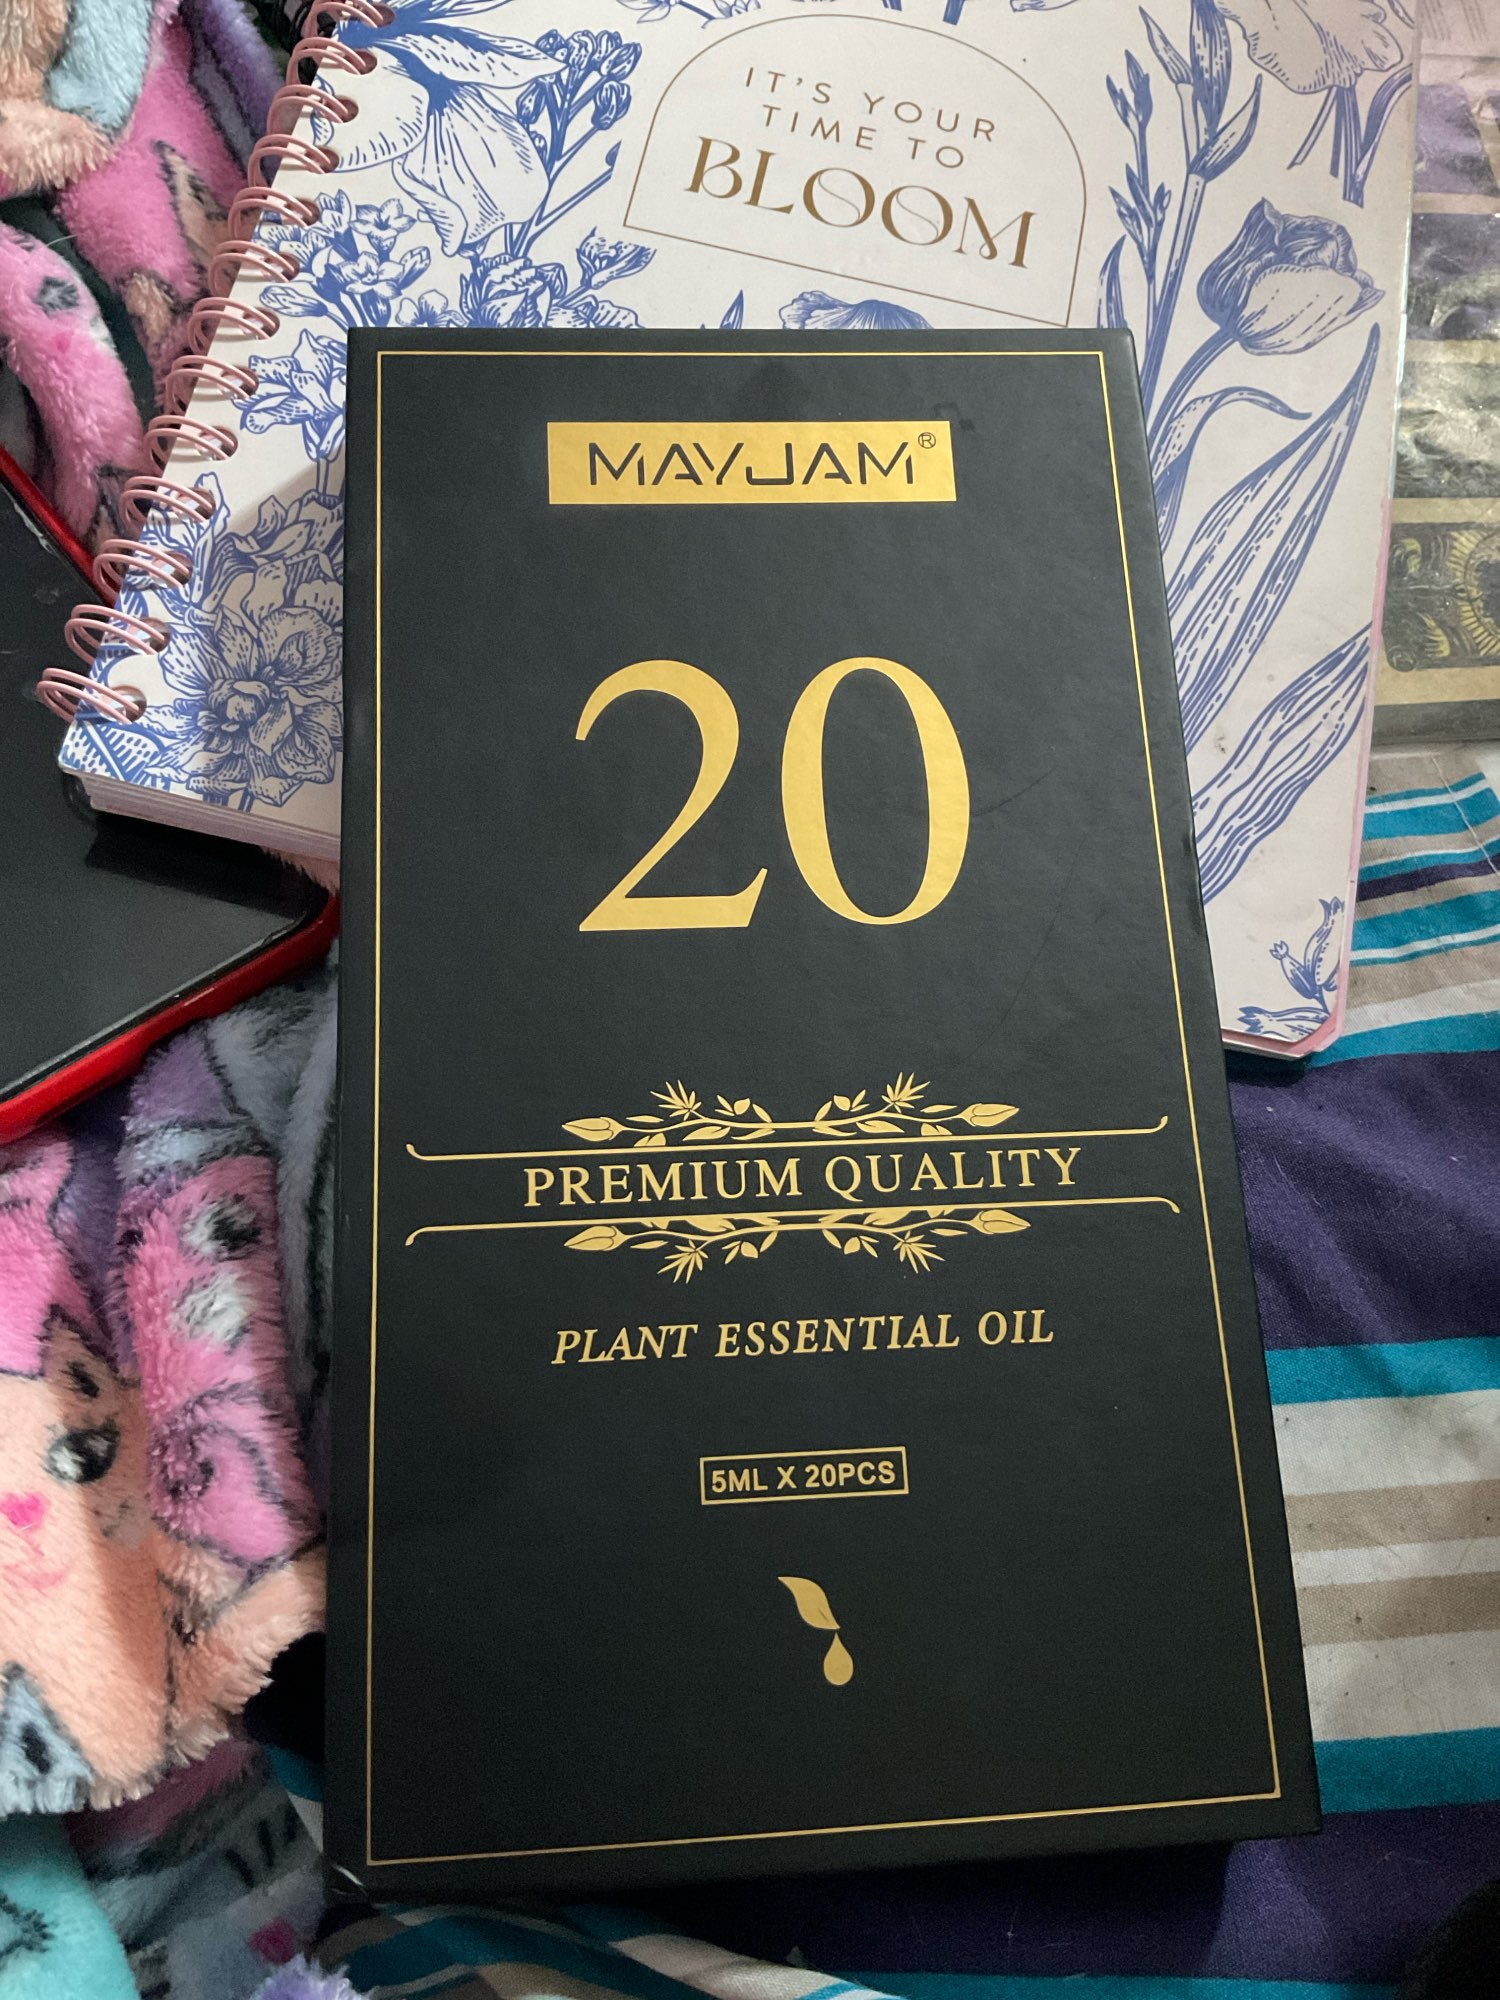 IT'S YOUR
TIME TO
BLOOM
MAYJAM®
20
PREMIUM QUALITY
PLANT ESSENTIAL OIL
5ML X 20PCS